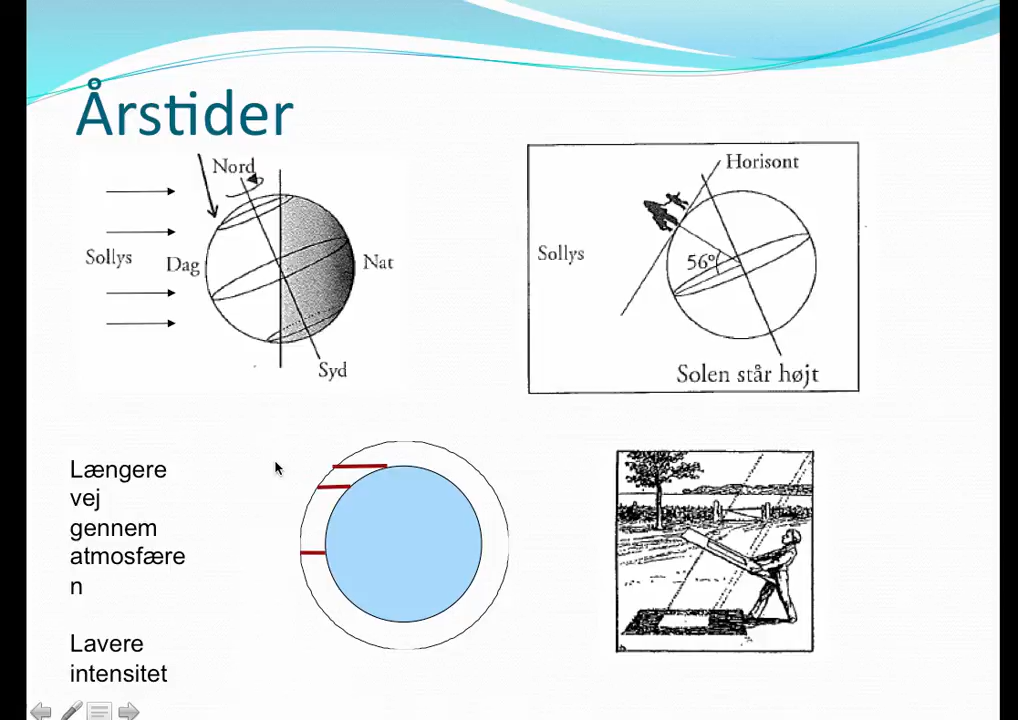 Årstider
Nord
Sollys
Dag
Nat
Syd
Horisont
Sollys
56°
Solen står højt
Længere
vej
gennem
atmosfære
n
Lavere
intensitet